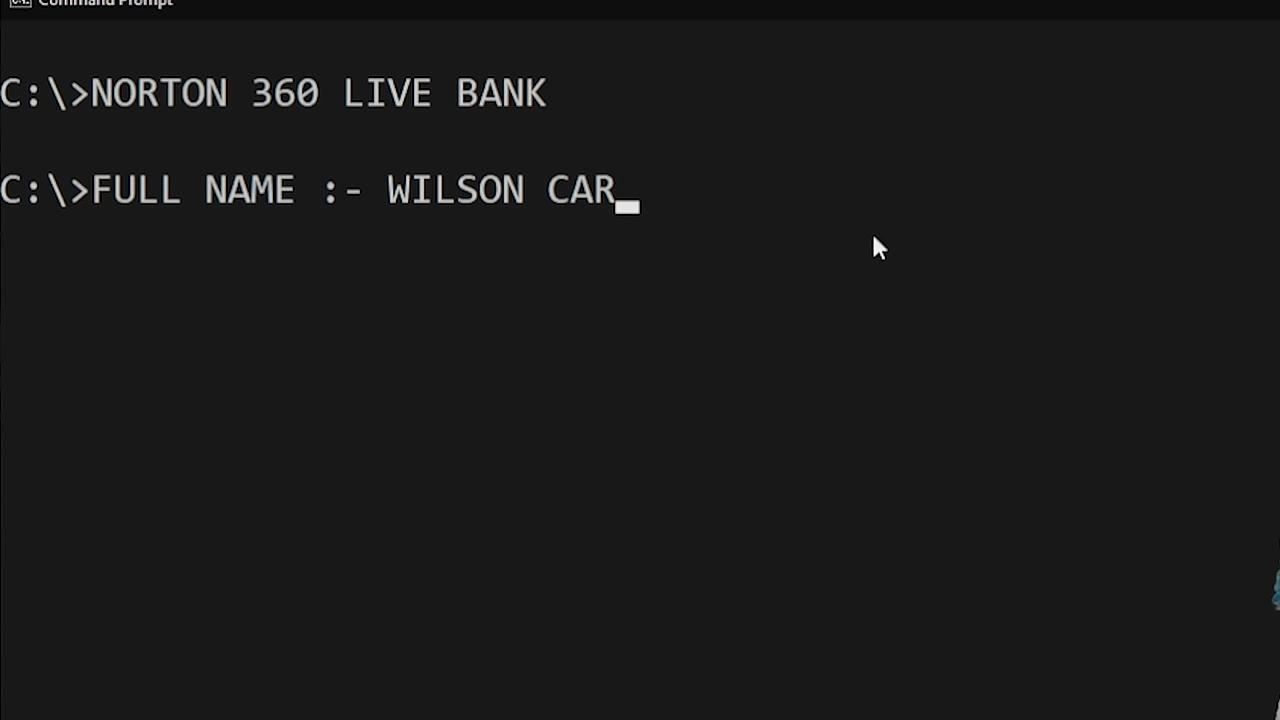 Command Prompt
C:\>NORTON 360 LIVE BANK
C:\>FULL NAME :- WILSON CAR